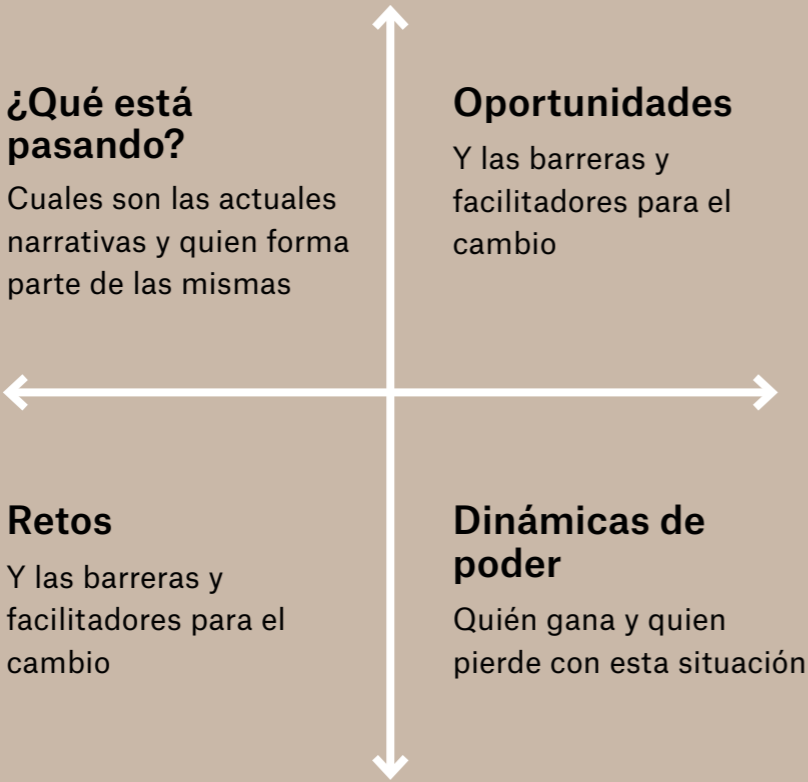 ¿Qué está
pasando?
Cuales son las actuales
narrativas y quien forma
parte de las mismas
Oportunidades
Y las barreras y
facilitadores para el
cambio
Retos
Y las barreras y
facilitadores para el
cambio
Dinámicas de
poder
Quién gana y quien
pierde con esta situación